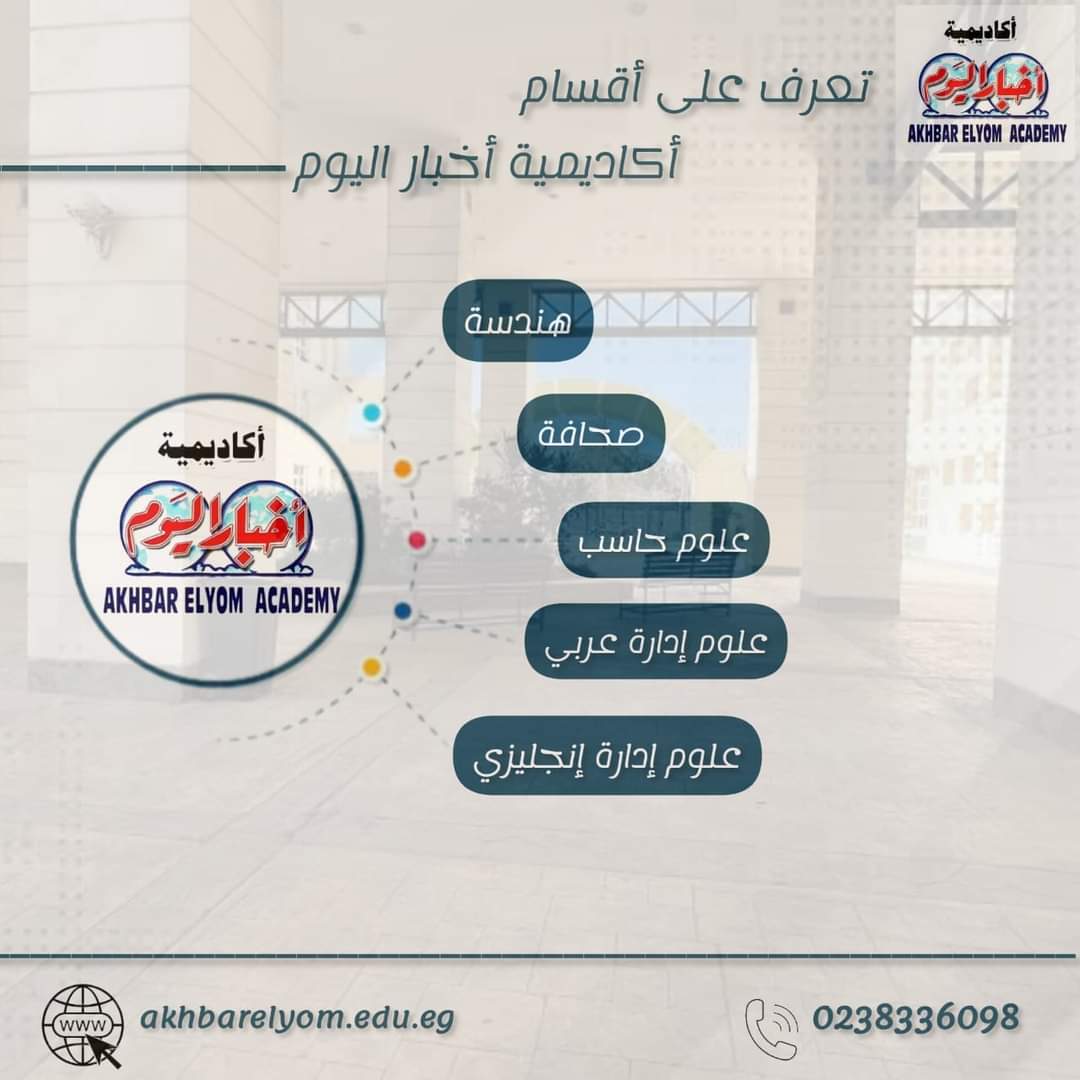 أكاديمية
أخبار اليوم
AKHBAR ELYOM ACADEMY
تعرف على أقسام
أكاديمية أخبار اليوم
هندسة
صحافة
علوم حاسب
علوم إدارة عربي
علوم إدارة إنجليزي
أكاديمية
أخبار اليوم
AKHBAR ELYOM ACADEMY
www
akhbarelyom.edu.eg
0238336098